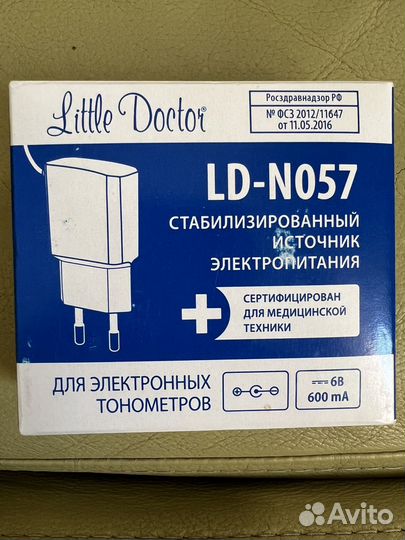 Little Doctor®
Росздравнадзор РФ
№ ФСЗ 2012/11647
от 11.05.2016
LD-N057
СТАБИЛИЗИРОВАННЫЙ
ИСТОЧНИК
ЭЛЕКТРОПИТАНИЯ
СЕРТИФИЦИРОВАН
ДЛЯ МЕДИЦИНСКОЙ
ТЕХНИКИ
ДЛЯ ЭЛЕКТРОННЫХ
ТОНОМЕТРОВ
6В
600 mA
Avito